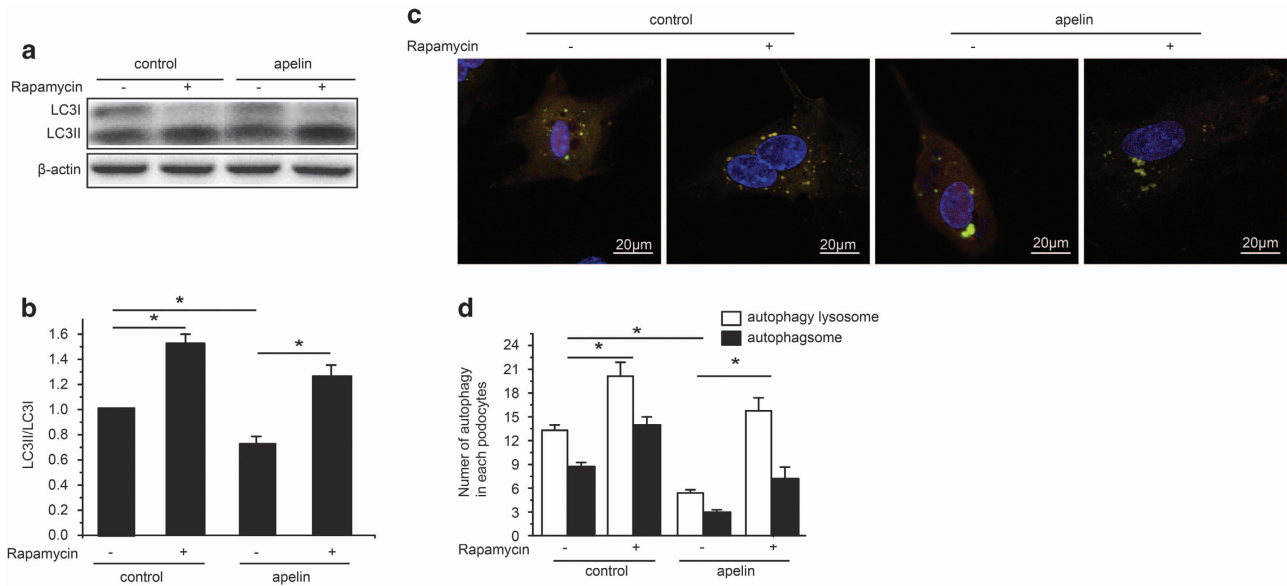 a
control apelin
Rapamycin - + - +
LC3I
LC3II
β-actin
b
LC3II/LC3I
1.6
1.4
1.2
1.0
0.8
0.6
0.4
0.2
0.0
* * *
Rapamycin - + - +
control apelin
c
control apelin
Rapamycin - + - +
20μm 20μm 20μm 20μm
d
autophagy lysosome
autophagsome
Numer of autophagy
in each podocytes
24
21
18
15
12
9
6
3
0
* * *
Rapamycin - + - +
control apelin